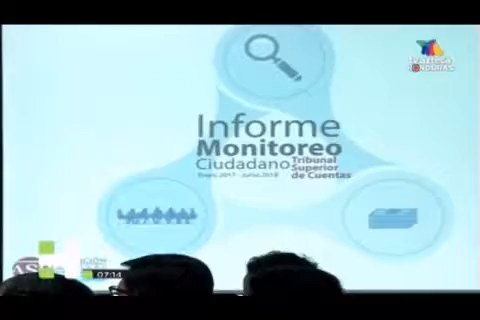 tv azteca
HONDURAS
Informe
Monitoreo
Ciudadano Tribunal
Superior
de Cuentas
Enero 2017 - Junio 2018
07:14